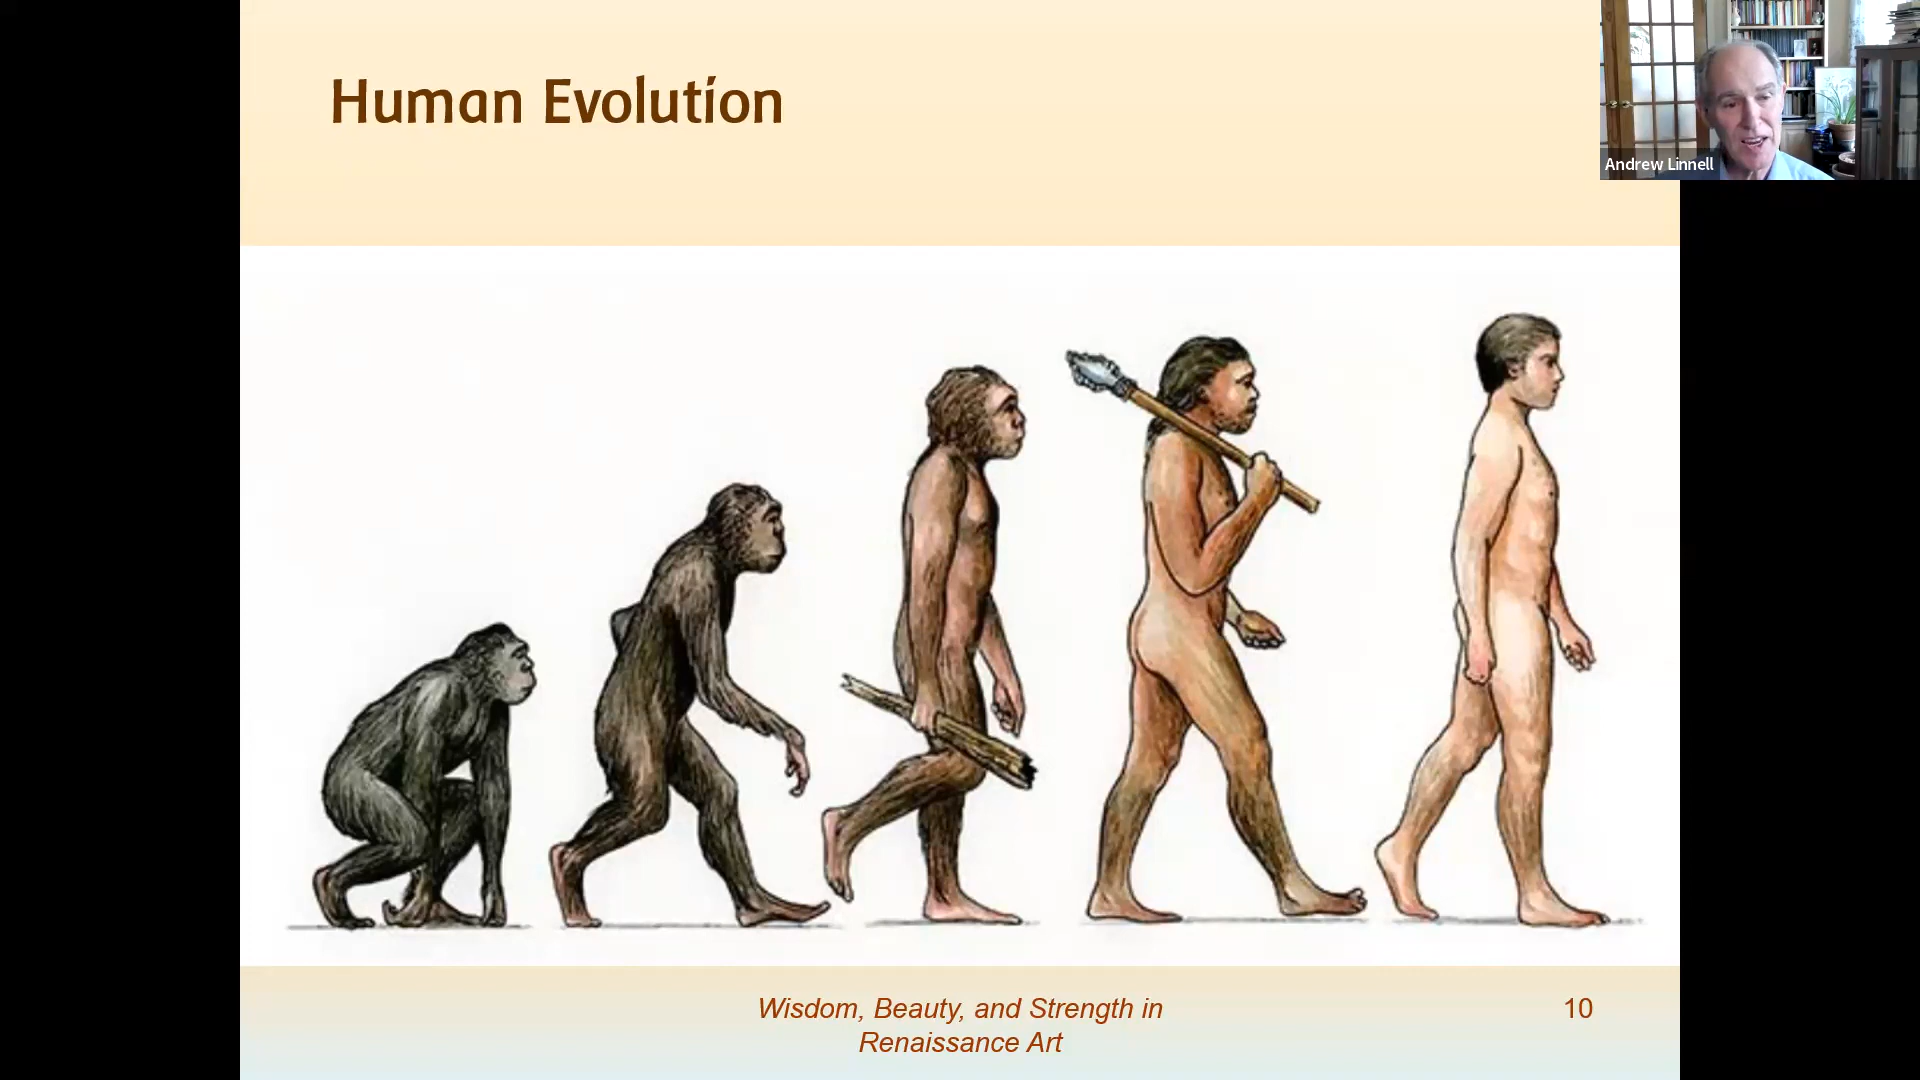 Human Evolution
Andrew Linnell
Wisdom, Beauty, and Strength in
Renaissance Art
10